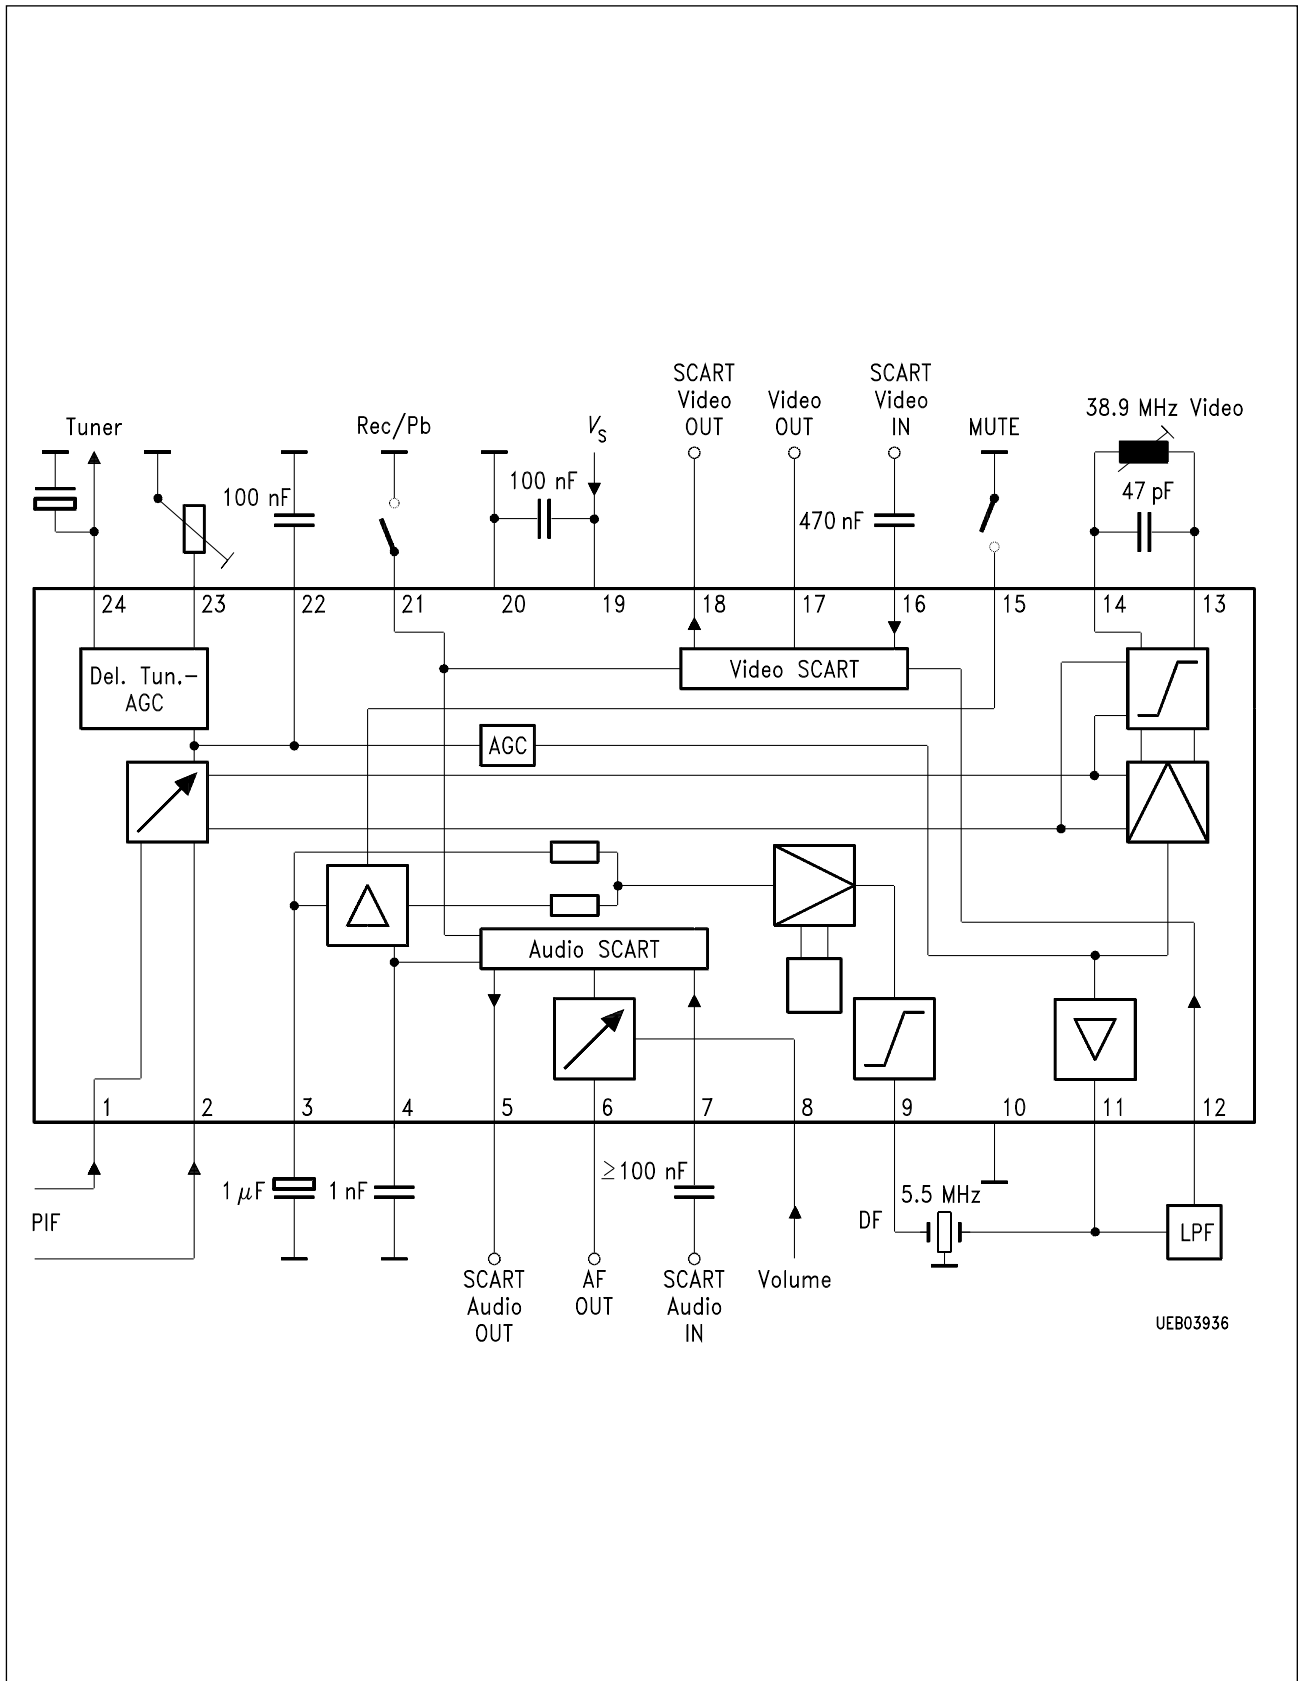 SCART
Video
OUT
Video
OUT
SCART
Video
IN
Tuner
Rec/Pb
V_S
MUTE
38.9 MHz Video
100 nF
100 nF
470 nF
47 pF
24 23 22 21 20 19 18 17 16 15 14 13
Del. Tun.-
AGC
Video SCART
AGC
Audio SCART
1 2 3 4 5 6 7 8 9 10 11 12
PIF
1 μF
1 nF
≥100 nF
DF
5.5 MHz
LPF
SCART
Audio
OUT
AF
OUT
SCART
Audio
IN
Volume
UEB03936